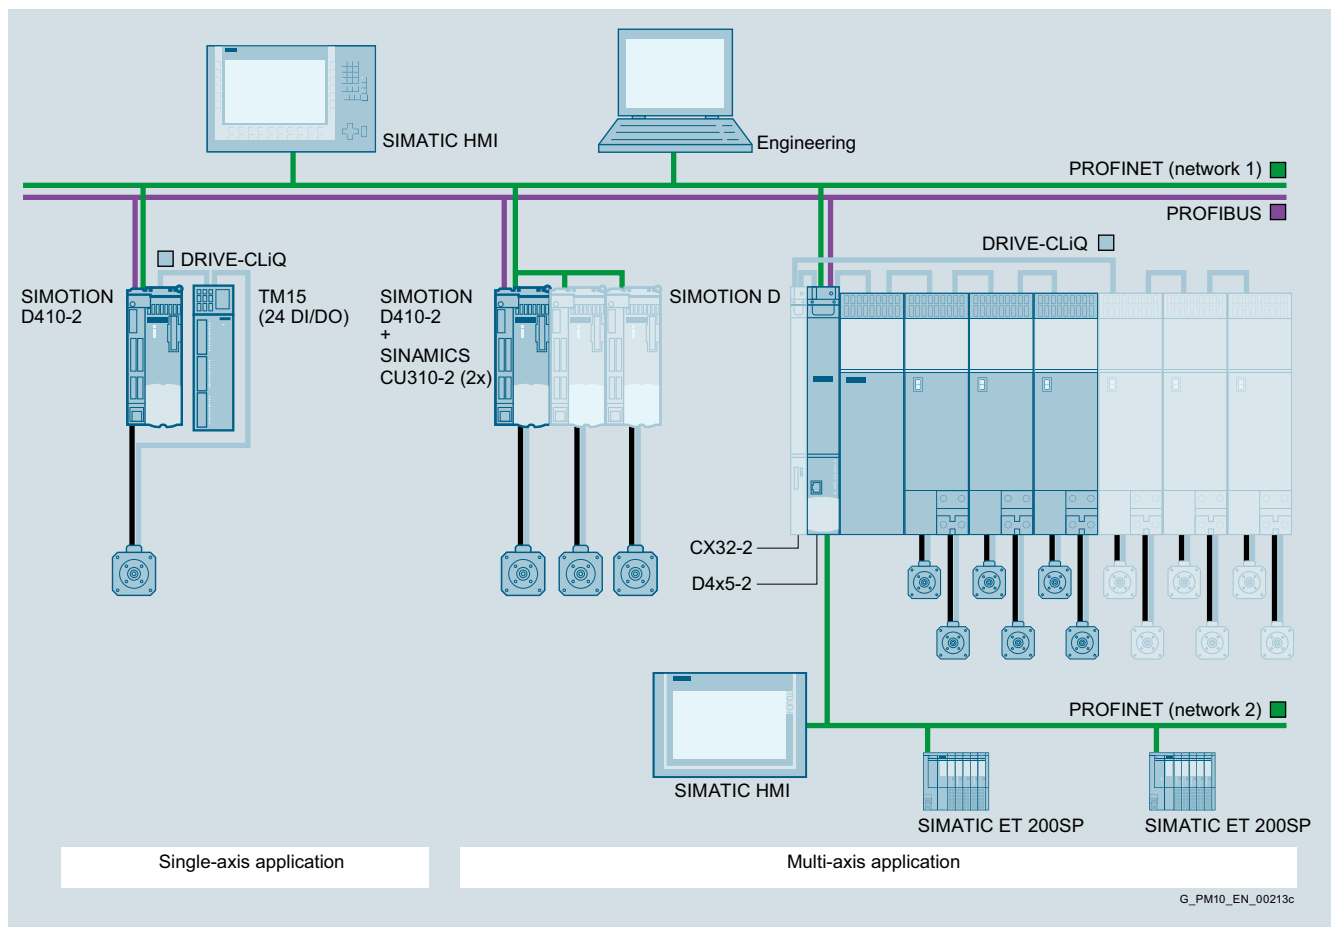 SIMATIC HMI
Engineering
PROFINET (network 1)
PROFIBUS
DRIVE-CLiQ
DRIVE-CLiQ
SIMOTION
D410-2
TM15
(24 DI/DO)
SIMOTION
D410-2
+
SINAMICS
CU310-2 (2x)
SIMOTION D
CX32-2
D4x5-2
TOUCH
PROFINET (network 2)
SIMATIC HMI
SIMATIC ET 200SP
SIMATIC ET 200SP
Single-axis application
Multi-axis application
G_PM10_EN_00213c